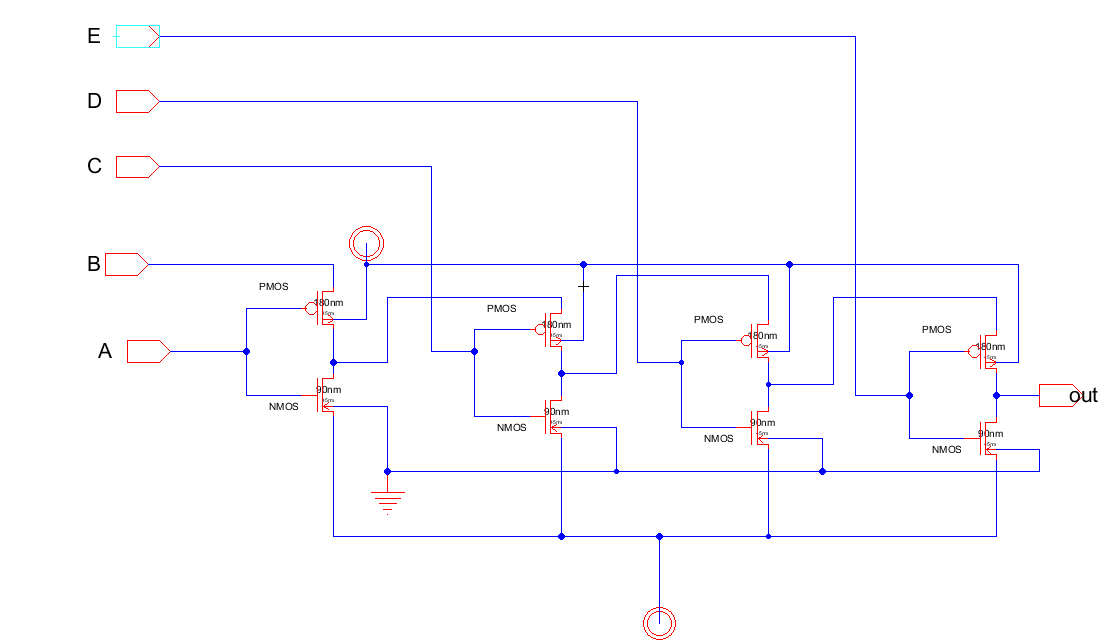 E
D
C
B
PMOS
180nm
PMOS
180nm
PMOS
180nm
PMOS
180nm
A
90nm
NMOS
90nm
NMOS
90nm
NMOS
90nm
NMOS
out